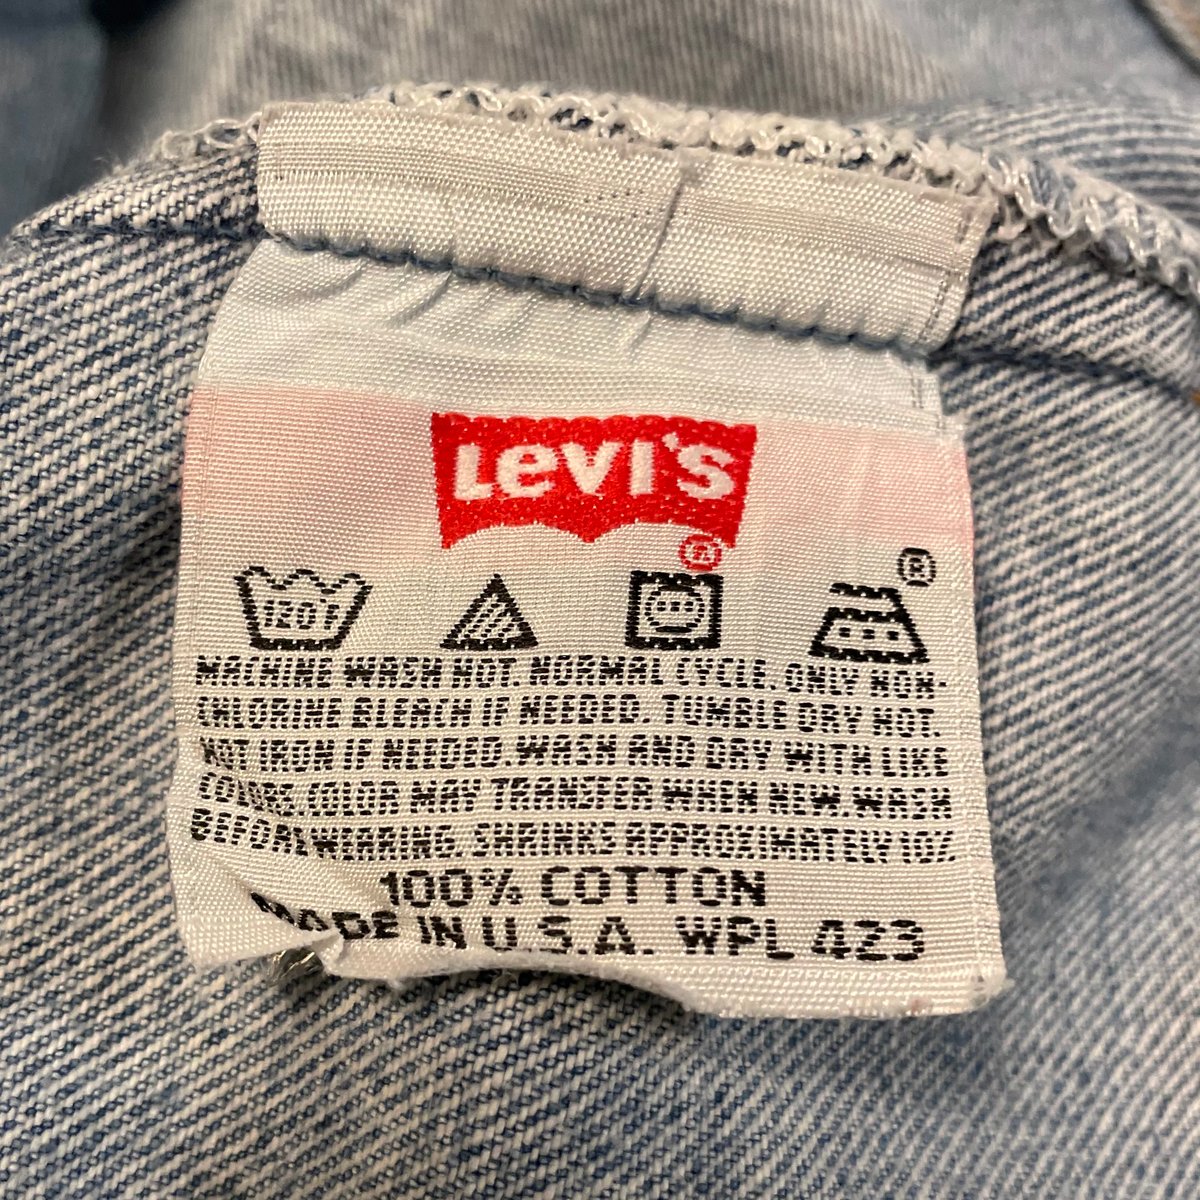 Levi's
®
®
120F
MACHINE WASH HOT. NORMAL CYCLE. ONLY NON-
CHLORINE BLEACH IF NEEDED. TUMBLE DRY HOT.
HOT IRON IF NEEDED. WASH AND DRY WITH LIKE
COLORS. COLOR MAY TRANSFER WHEN NEW. WASH
BEFORE WEARING. SHRINKS APPROXIMATELY 10%
100% COTTON
MADE IN U.S.A. WPL 423